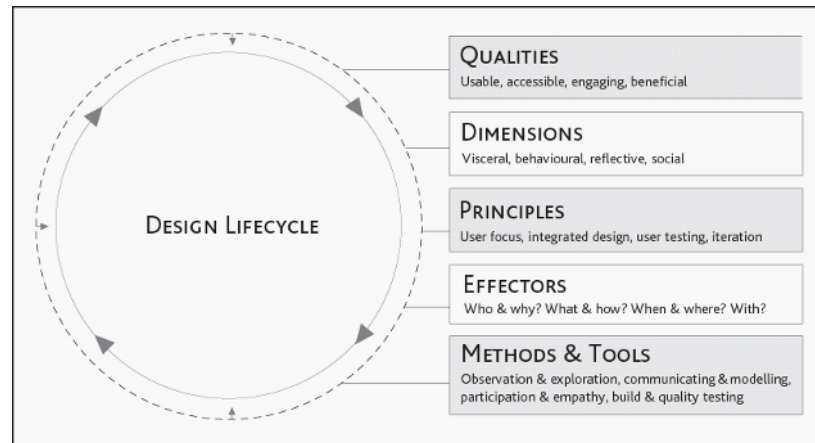 Design Lifecycle
Qualities
Usable, accessible, engaging, beneficial
Dimensions
Visceral, behavioural, reflective, social
Principles
User focus, integrated design, user testing, iteration
Effectors
Who & why? What & how? When & where? With?
Methods & Tools
Observation & exploration, communicating & modelling,
participation & empathy, build & quality testing